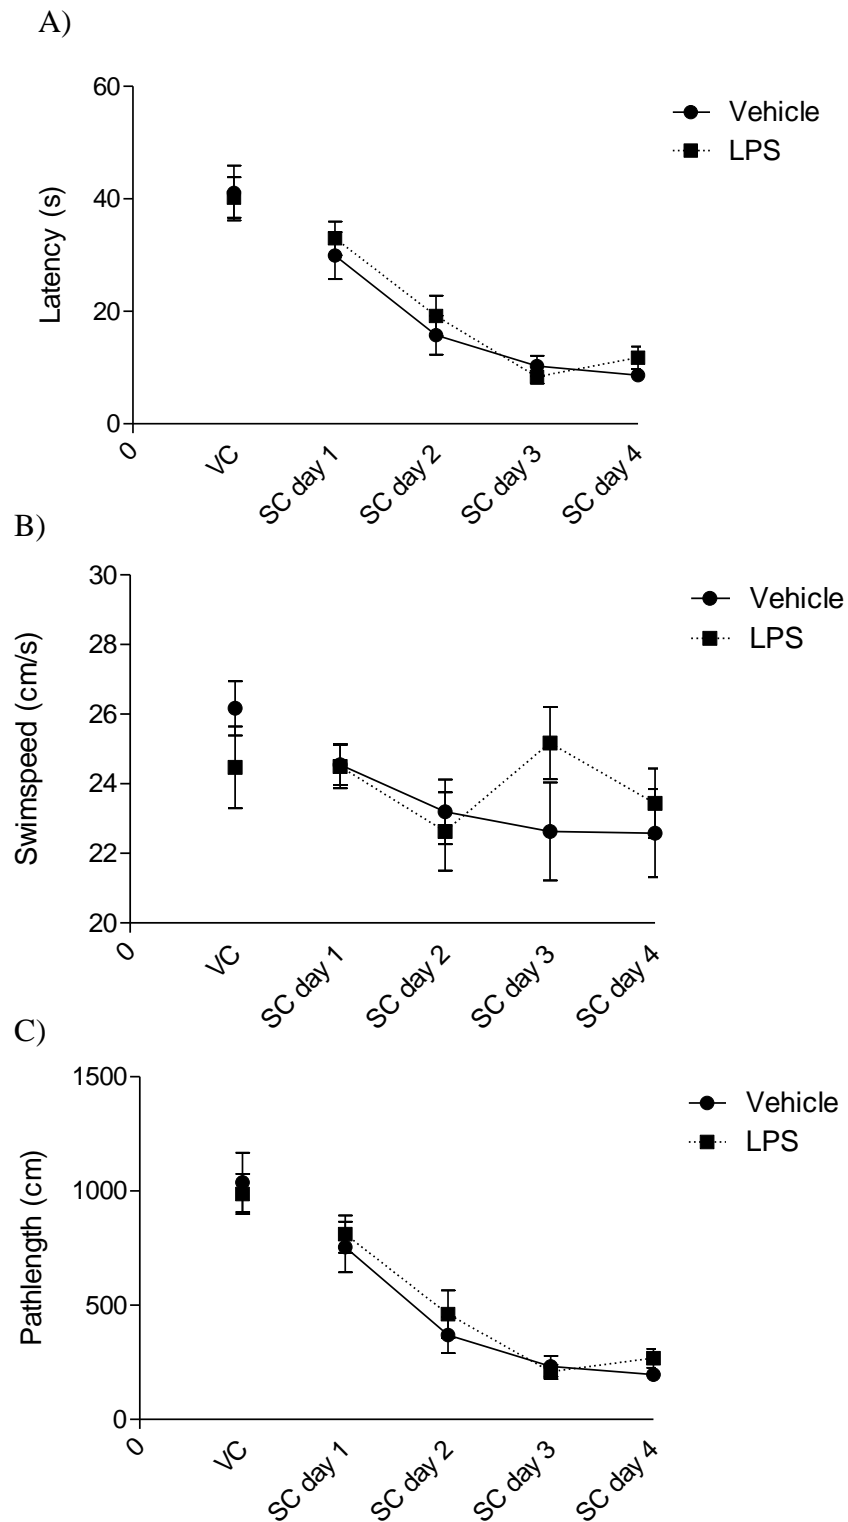 A)
60
40
20
0
Latency (s)
0
VC
SC day 1
SC day 2
SC day 3
SC day 4
Vehicle
LPS
B)
30
28
26
24
22
20
Swimspeed (cm/s)
0
VC
SC day 1
SC day 2
SC day 3
SC day 4
Vehicle
LPS
C)
1500
1000
500
0
Pathlength (cm)
0
VC
SC day 1
SC day 2
SC day 3
SC day 4
Vehicle
LPS